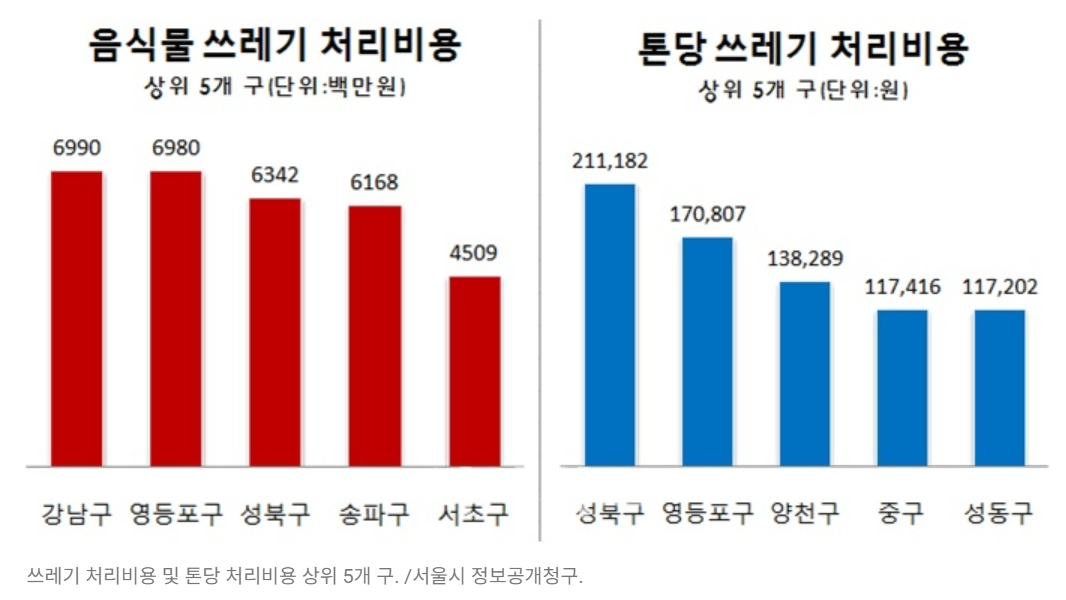 음식물 쓰레기 처리비용
상위 5개 구(단위:백만원)
6990
6980
6342
6168
4509
강남구 영등포구 성북구 송파구 서초구
톤당 쓰레기 처리비용
상위 5개 구(단위:원)
211,182
170,807
138,289
117,416
117,202
성북구 영등포구 양천구 중구 성동구
쓰레기 처리비용 및 톤당 처리비용 상위 5개 구. /서울시 정보공개청구.